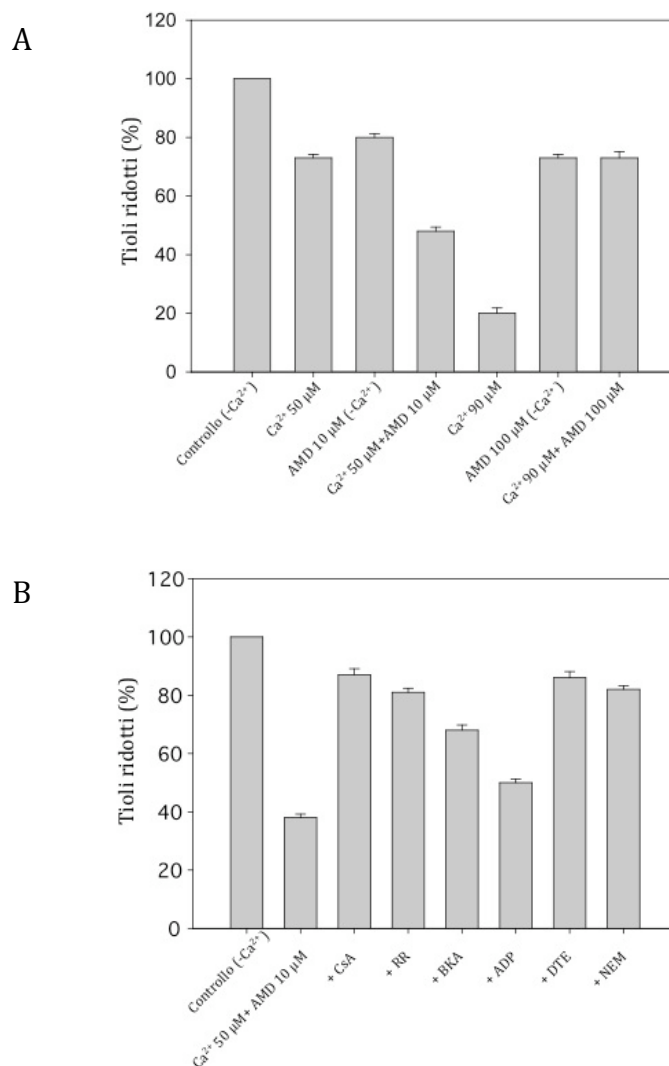 A
120
100
80
60
40
20
0
Tioli ridotti (%)
Controllo (-Ca²⁺)
Ca²⁺ 50 µM
AMD 10 µM (-Ca²⁺)
Ca²⁺ 50 µM+AMD 10 µM
Ca²⁺ 90 µM
AMD 100 µM (-Ca²⁺)
Ca²⁺ 90 µM+ AMD 100 µM
B
120
100
80
60
40
20
0
Tioli ridotti (%)
Controllo (-Ca²⁺)
Ca²⁺ 50 µM+ AMD 10 µM
+ CsA
+ RR
+ BKA
+ ADP
+ DTE
+ NEM